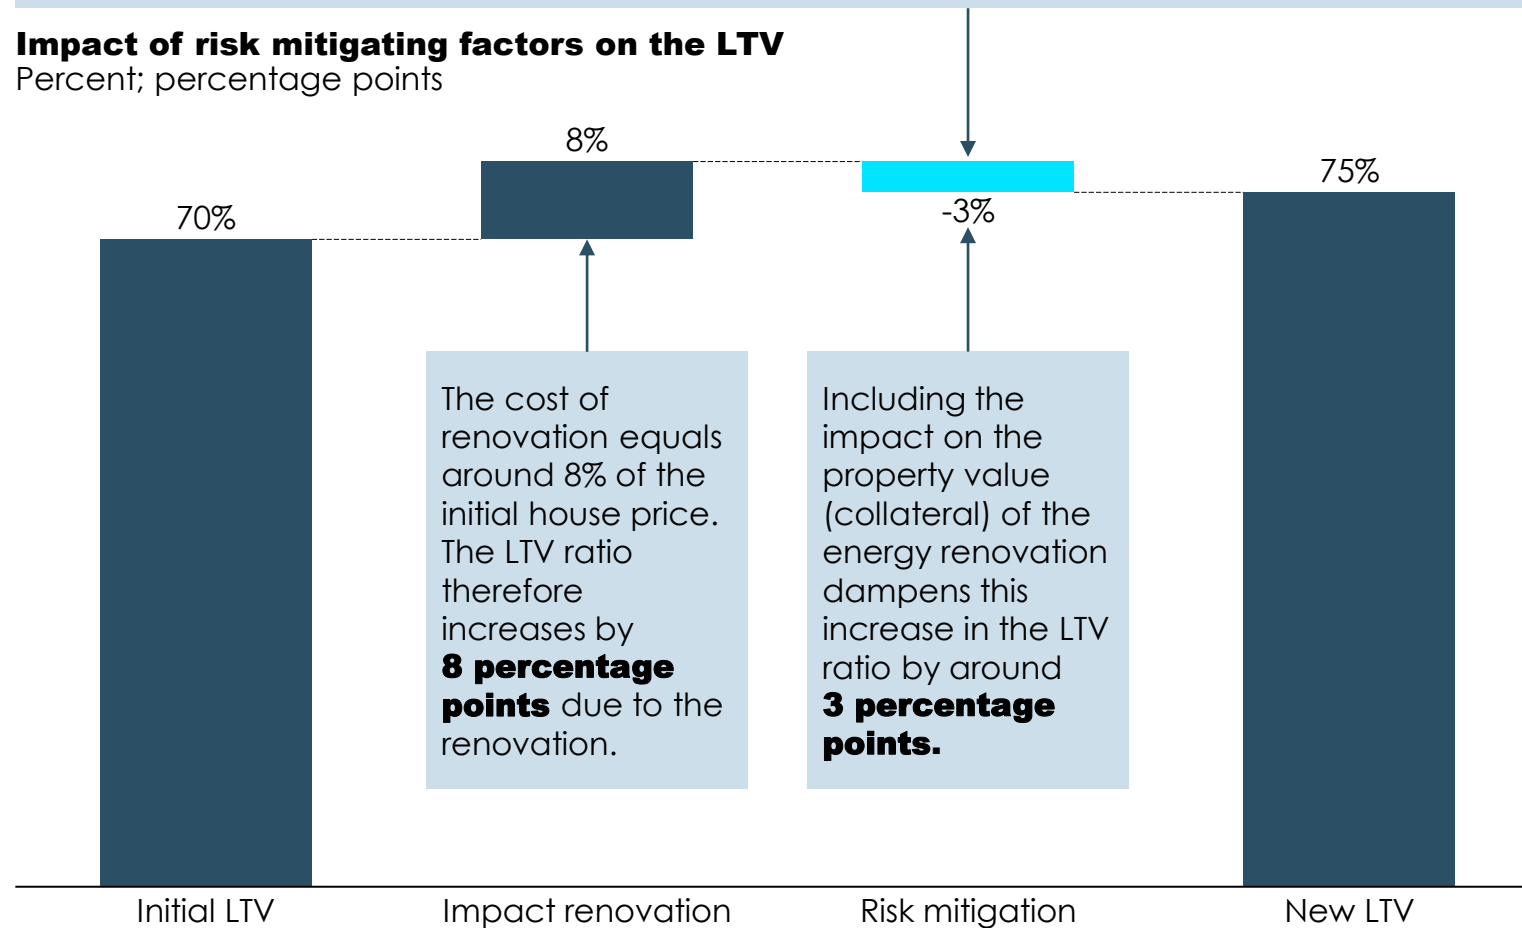 Impact of risk mitigating factors on the LTV
Percent; percentage points
8%
75%
-3%
70%
The cost of
renovation equals
around 8% of the
initial house price.
The LTV ratio
therefore
increases by
8 percentage
points due to the
renovation.
Including the
impact on the
property value
(collateral) of the
energy renovation
dampens this
increase in the LTV
ratio by around
3 percentage
points.
Initial LTV
Impact renovation
Risk mitigation
New LTV